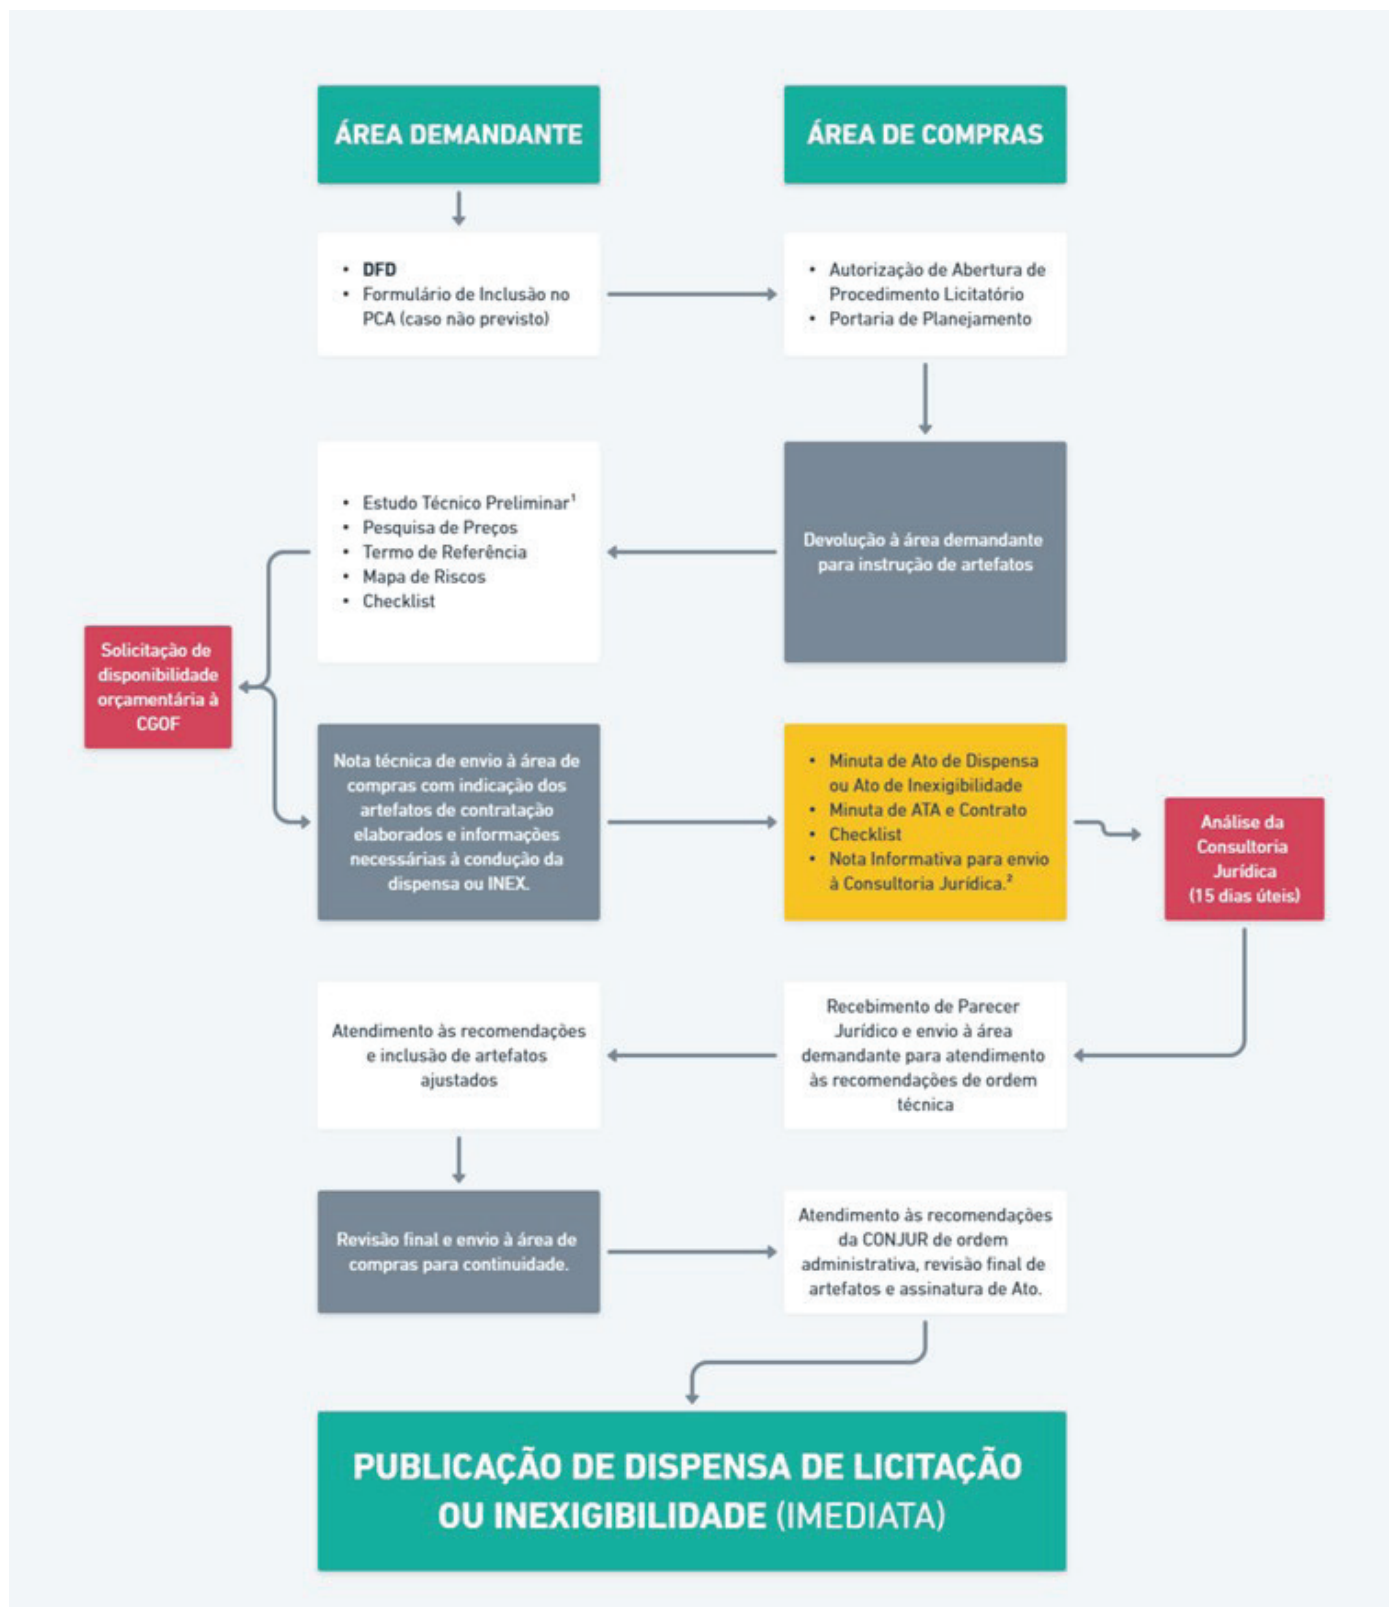 ÁREA DEMANDANTE
ÁREA DE COMPRAS
• DFD
• Formulário de Inclusão no
PCA (caso não previsto)
• Autorização de Abertura de
Procedimento Licitatório
• Portaria de Planejamento
• Estudo Técnico Preliminar¹
• Pesquisa de Preços
• Termo de Referência
• Mapa de Riscos
• Checklist
Devolução à área demandante
para instrução de artefatos
Solicitação de
disponibilidade
orçamentária à
CGOF
Nota técnica de envio à área de
compras com indicação dos
artefatos de contratação
elaborados e informações
necessárias à condução da
dispensa ou INEX.
• Minuta de Ato de Dispensa
ou Ato de Inexigibilidade
• Minuta de ATA e Contrato
• Checklist
• Nota Informativa para envio
à Consultoria Jurídica.²
Análise da
Consultoria
Jurídica
(15 dias úteis)
Recebimento de Parecer
Jurídico e envio à área
demandante para atendimento
às recomendações de ordem
técnica
Atendimento às recomendações
e inclusão de artefatos
ajustados
Revisão final e envio à área de
compras para continuidade.
Atendimento às recomendações
da CONJUR de ordem
administrativa, revisão final de
artefatos e assinatura de Ato.
PUBLICAÇÃO DE DISPENSA DE LICITAÇÃO
OU INEXIGIBILIDADE (IMEDIATA)